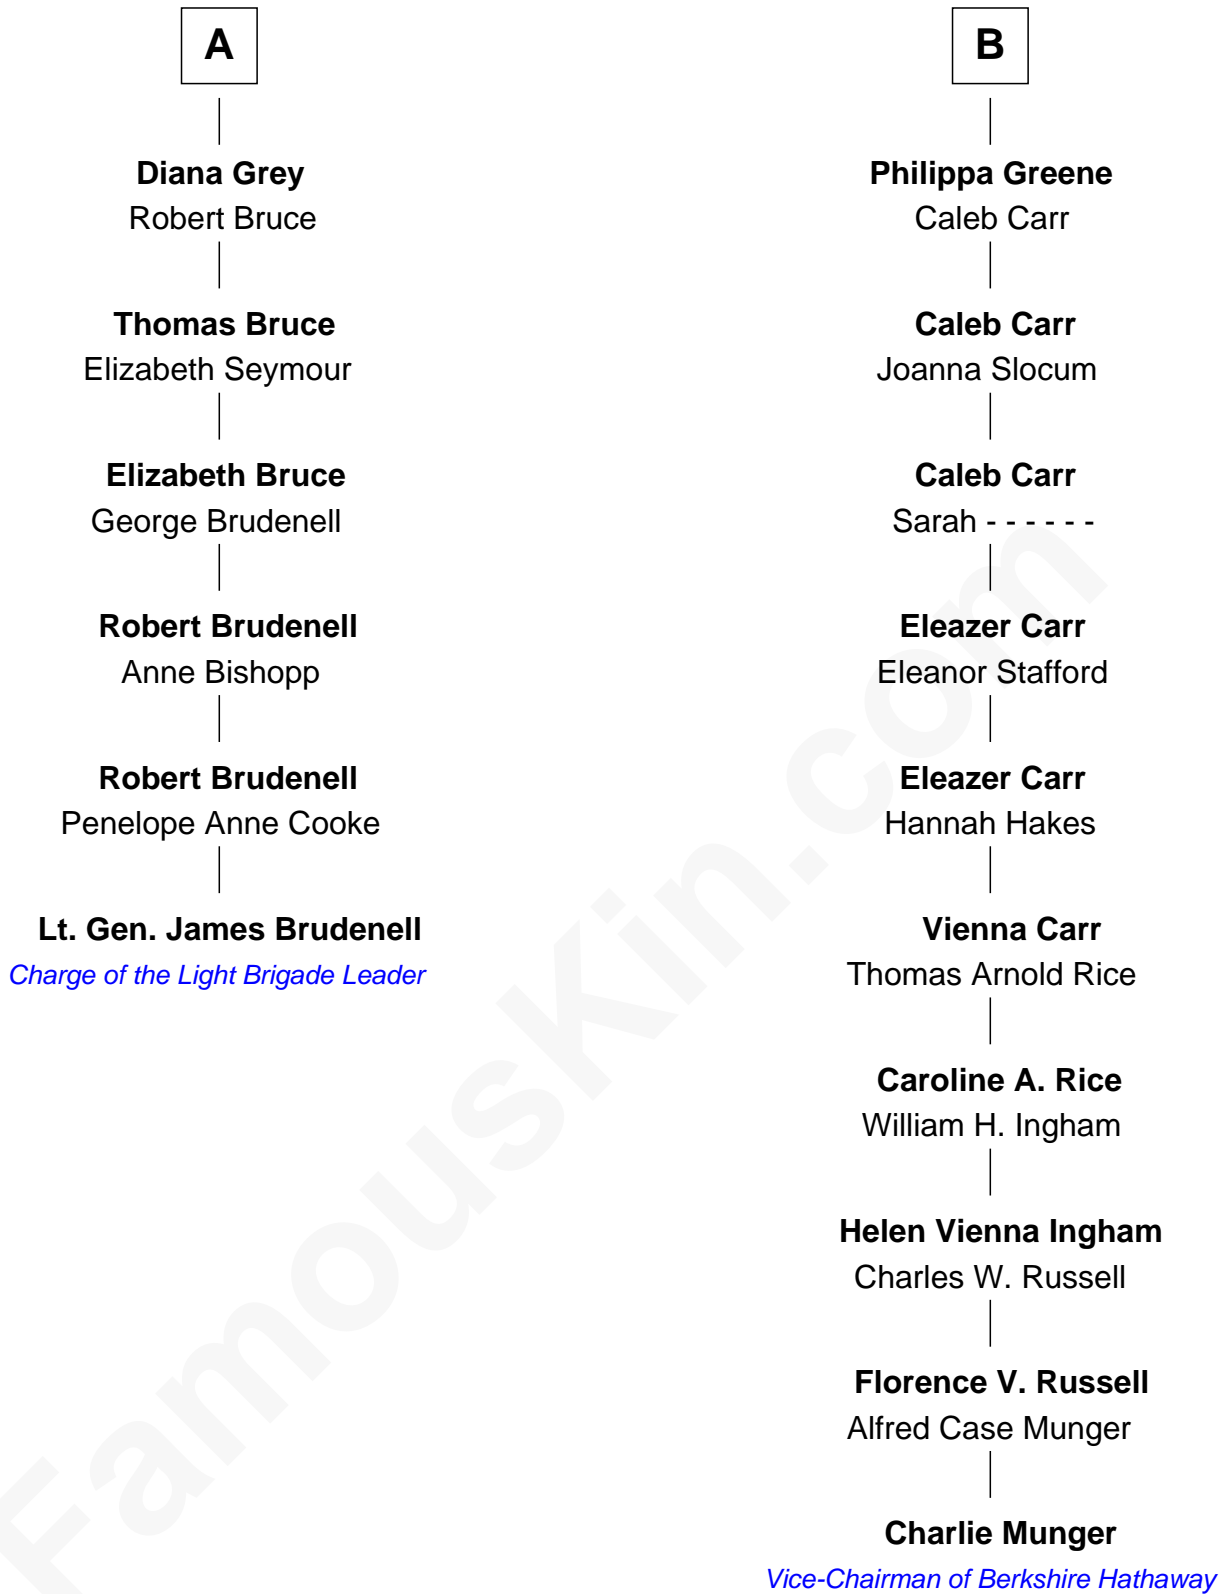 A
Diana Grey
Robert Bruce
Thomas Bruce
Elizabeth Seymour
Elizabeth Bruce
George Brudenell
Robert Brudenell
Anne Bishopp
Robert Brudenell
Penelope Anne Cooke
Lt. Gen. James Brudenell
Charge of the Light Brigade Leader
B
Philippa Greene
Caleb Carr
Caleb Carr
Joanna Slocum
Caleb Carr
Sarah - - - - - -
Eleazer Carr
Eleanor Stafford
Eleazer Carr
Hannah Hakes
Vienna Carr
Thomas Arnold Rice
Caroline A. Rice
William H. Ingham
Helen Vienna Ingham
Charles W. Russell
Florence V. Russell
Alfred Case Munger
Charlie Munger
Vice-Chairman of Berkshire Hathaway
FamousKin.com